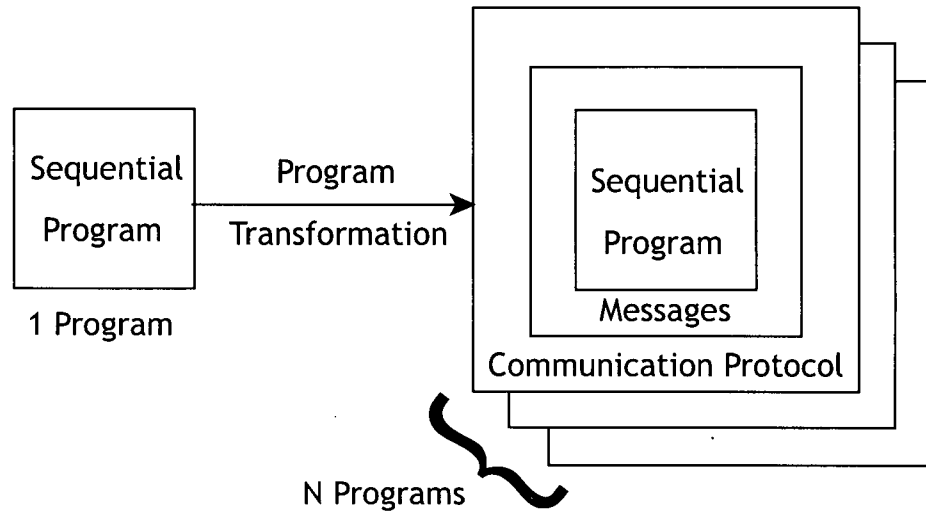 Sequential
Program
1 Program
Program
Transformation
Sequential
Program
Messages
Communication Protocol
N Programs